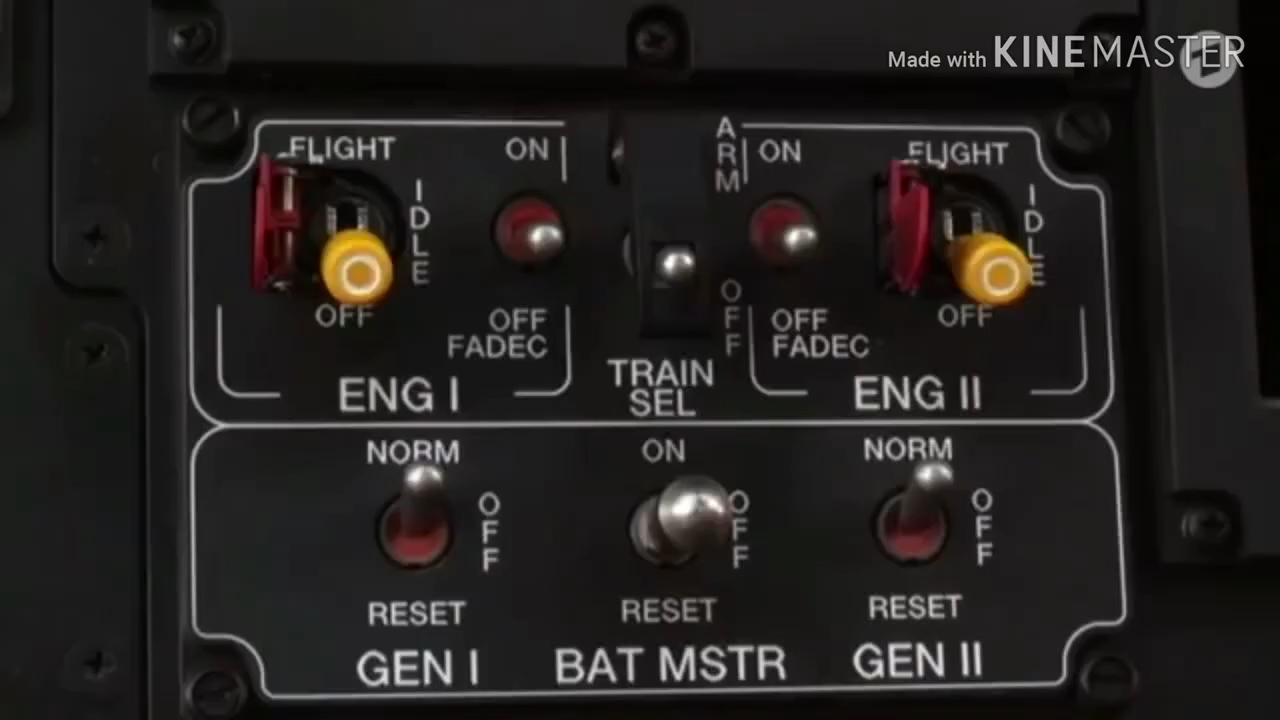 Made with KINEMASTER
FLIGHT
ON
ARM
ON
FLIGHT
IDLE
IDLE
OFF
OFF
FADEC
OFF
OFF
FADEC
OFF
ENG I
TRAIN
SEL
ENG II
NORM
ON
NORM
OFF
OFF
OFF
RESET
RESET
RESET
GEN I
BAT MSTR
GEN II